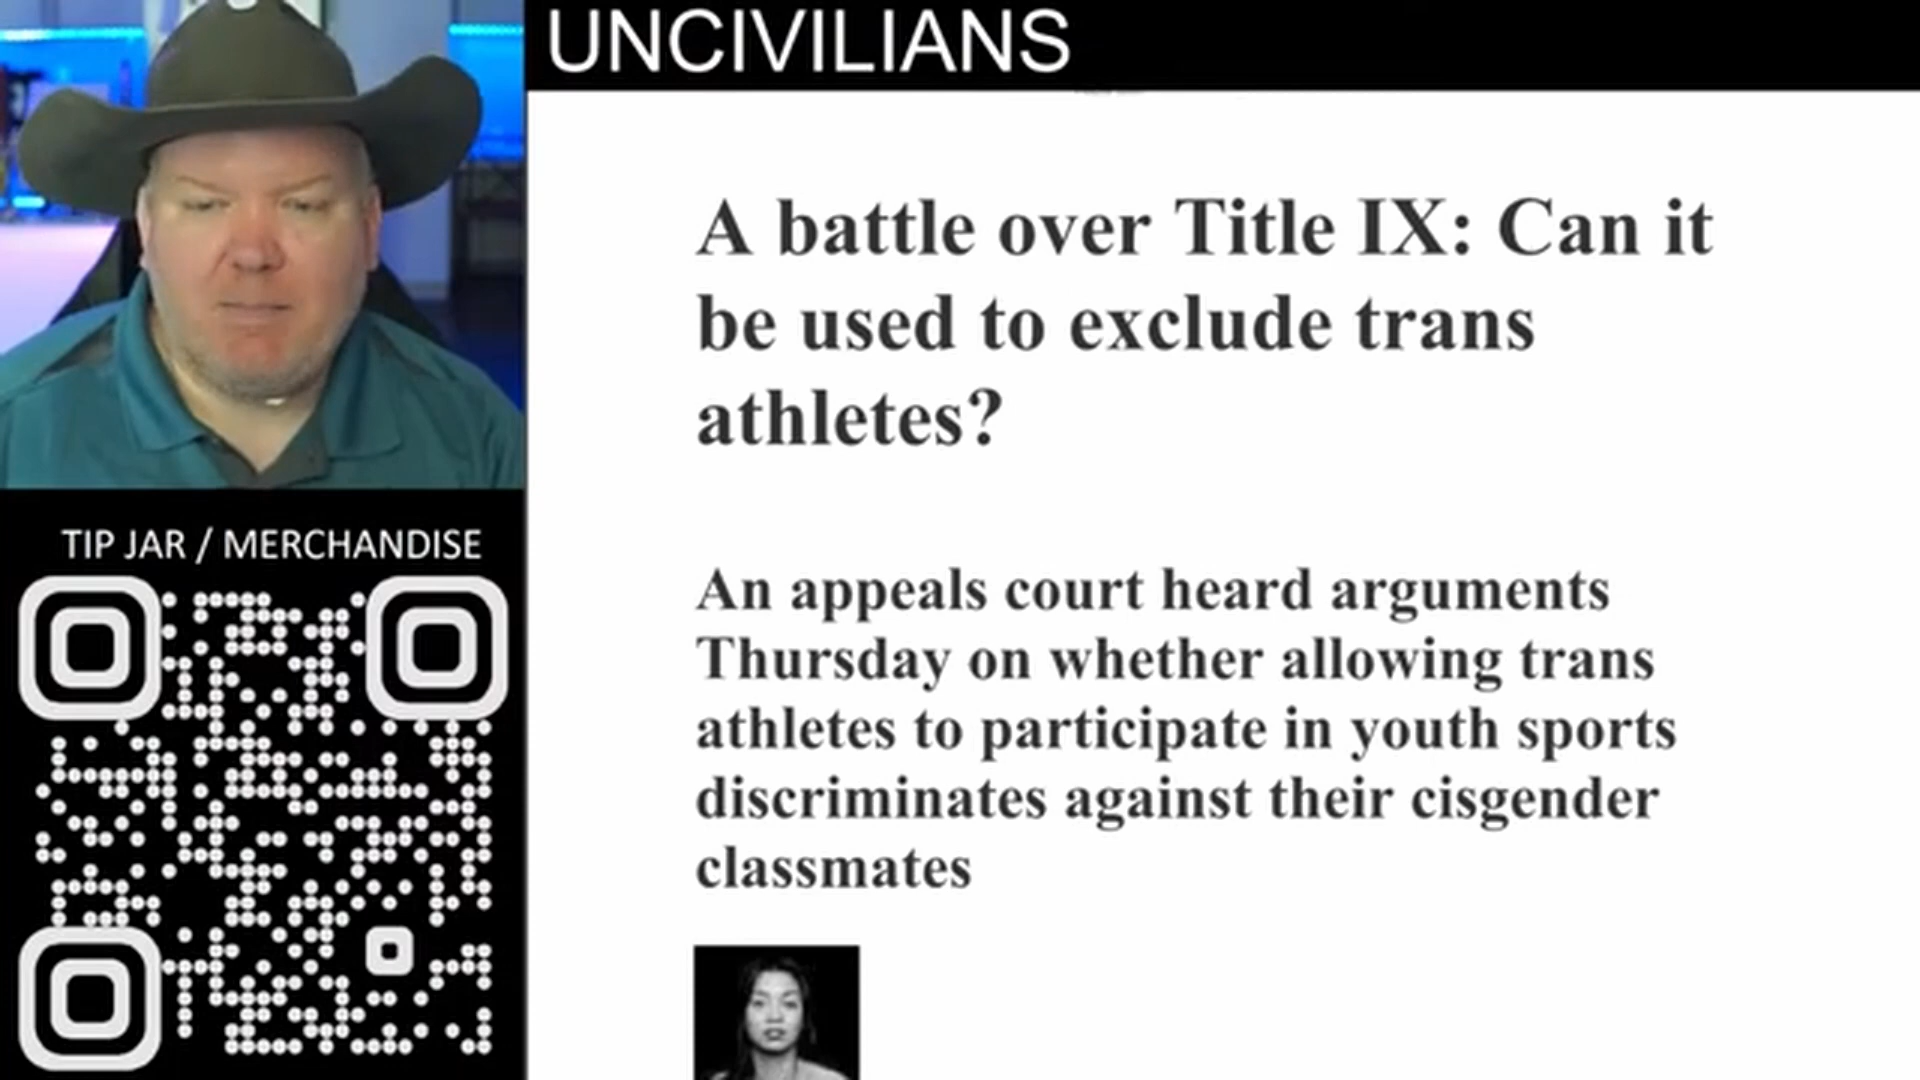 UNCIVILIANS
A battle over Title IX: Can it
be used to exclude trans
athletes?
An appeals court heard arguments
Thursday on whether allowing trans
athletes to participate in youth sports
discriminates against their cisgender
classmates
TIP JAR / MERCHANDISE